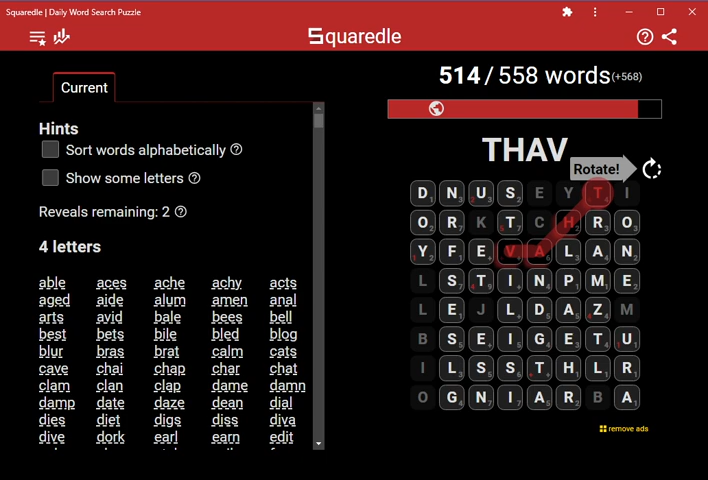 Squaredle | Daily Word Search Puzzle
Squaredle
514 / 558 words (+568)
Current
Hints
Sort words alphabetically
Show some letters
Reveals remaining: 2
4 letters
able aces ache achy acts
aged aide alum amen anal
arts avid bale bees bell
best bets bile bled blog
blur bras brat calm cats
cave chai chap char chat
clam clan clap dame damn
damp date daze dean dial
dies diet digs diss diva
dive dork earl earn edit
THAV
Rotate!
D N U S E Y T I
O R K T C H R O
Y F E V A L A N
L S T I N P M E
L E J L D A Z M
B S E I G E T U
I L S S T H L R
O G N I A R B A
remove ads